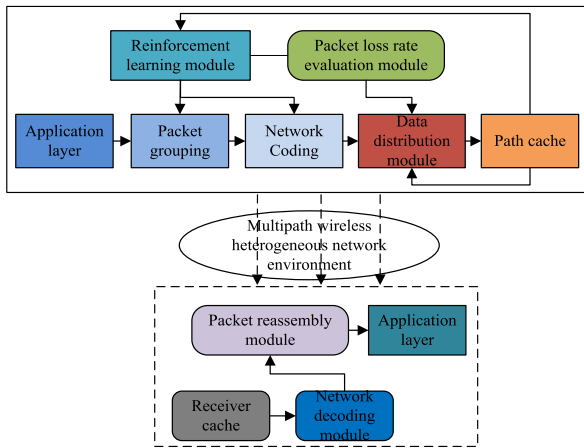 Reinforcement
learning module
Packet loss rate
evaluation module
Application
layer
Packet
grouping
Network
Coding
Data
distribution
module
Path cache
Multipath wireless
heterogeneous network
environment
Packet reassembly
module
Application
layer
Receiver
cache
Network
decoding
module